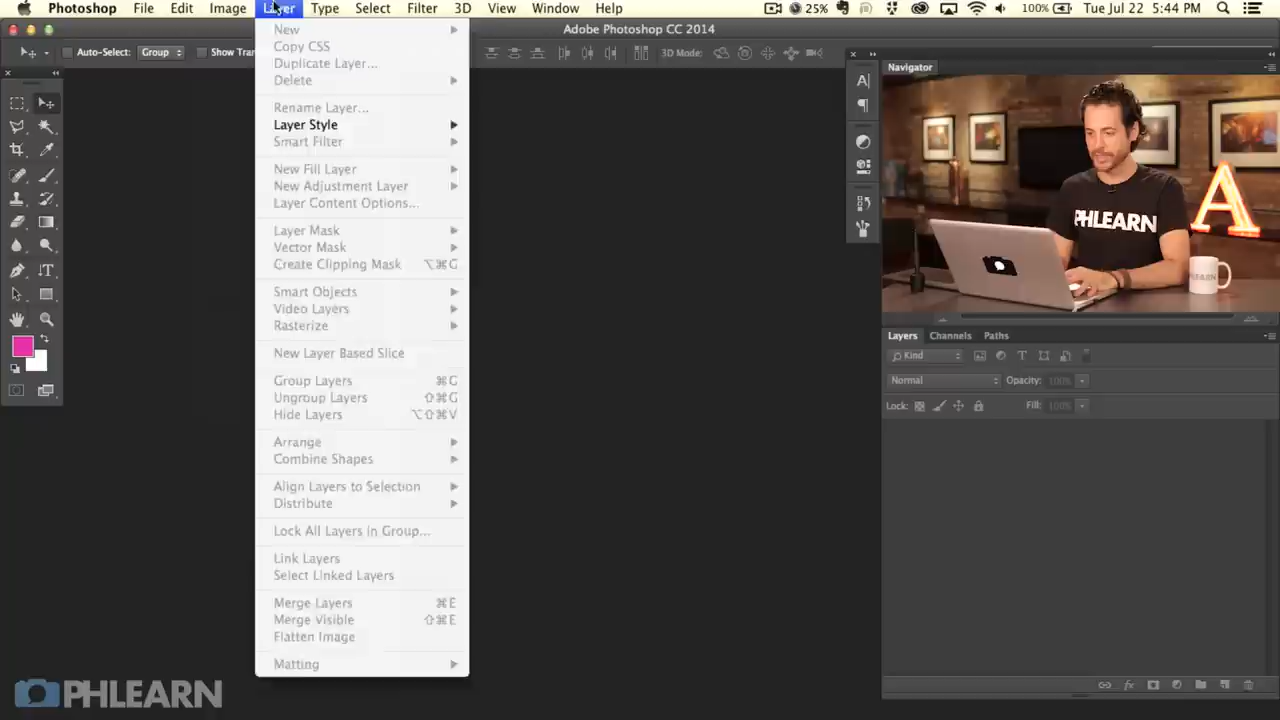 Photoshop File Edit Image Layer Type Select Filter 3D View Window Help 25% 100% Tue Jul 22 5:44 PM
Adobe Photoshop CC 2014
Auto-Select: Group Show Tran 3D Mode:
New
Copy CSS
Duplicate Layer...
Delete
Rename Layer...
Layer Style
Smart Filter
New Fill Layer
New Adjustment Layer
Layer Content Options...
Layer Mask
Vector Mask
Create Clipping Mask ⌥⌘G
Smart Objects
Video Layers
Rasterize
New Layer Based Slice
Group Layers ⌘G
Ungroup Layers ⇧⌘G
Hide Layers ⌥⇧⌘V
Arrange
Combine Shapes
Align Layers to Selection
Distribute
Lock All Layers in Group...
Link Layers
Select Linked Layers
Merge Layers ⌘E
Merge Visible ⇧⌘E
Flatten Image
Matting
Navigator
A
PHLEARN
PHLEARN
Layers Channels Paths
Kind
Normal Opacity: 100%
Lock: Fill: 100%
fx
PHLEARN